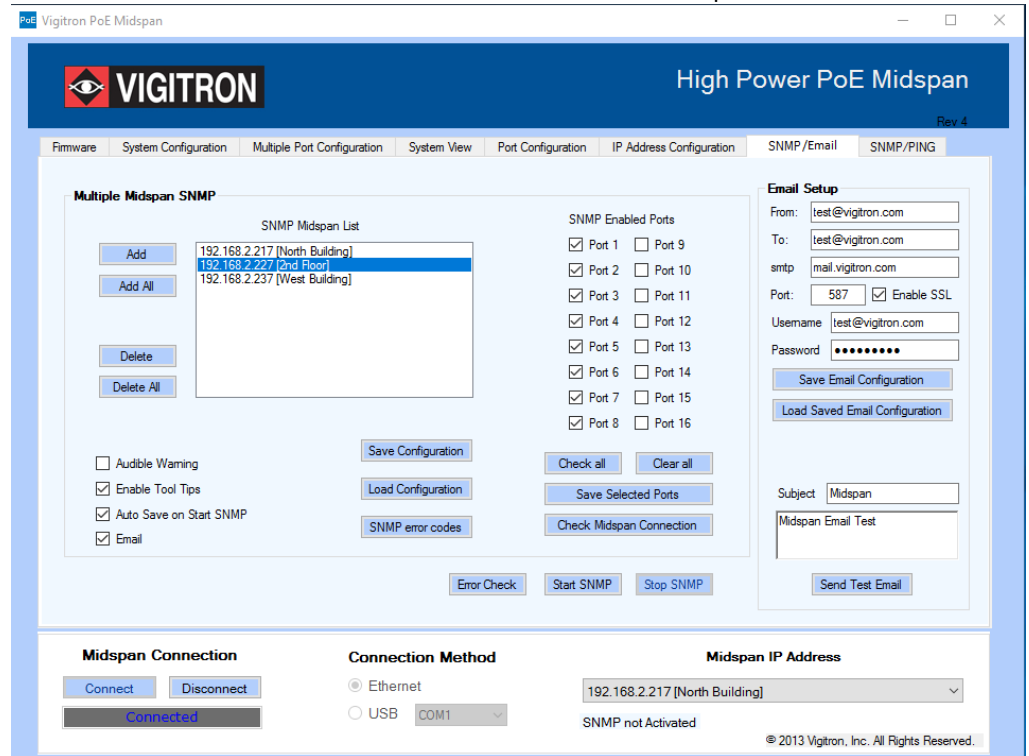 PoE Vigitron PoE Midspan
VIGITRON
High Power PoE Midspan
Rev 4
Firmware System Configuration Multiple Port Configuration System View Port Configuration IP Address Configuration SNMP/Email SNMP/PING
Multiple Midspan SNMP
SNMP Midspan List
Add
Add All
Delete
Delete All
192.168.2.217 [North Building]
192.168.2.227 [2nd Floor]
192.168.2.237 [West Building]
SNMP Enabled Ports
Port 1 Port 9
Port 2 Port 10
Port 3 Port 11
Port 4 Port 12
Port 5 Port 13
Port 6 Port 14
Port 7 Port 15
Port 8 Port 16
Audible Warning
Enable Tool Tips
Auto Save on Start SNMP
Email
Save Configuration
Load Configuration
SNMP error codes
Check all Clear all
Save Selected Ports
Check Midspan Connection
Error Check Start SNMP Stop SNMP
Email Setup
From: test@vigitron.com
To: test@vigitron.com
smtp mail.vigitron.com
Port: 587 Enable SSL
Username test@vigitron.com
Password •••••••••
Save Email Configuration
Load Saved Email Configuration
Subject Midspan
Midspan Email Test
Send Test Email
Midspan Connection
Connect Disconnect
Connected
Connection Method
Ethernet
USB COM1
Midspan IP Address
192.168.2.217 [North Building]
SNMP not Activated
© 2013 Vigitron, Inc. All Rights Reserved.